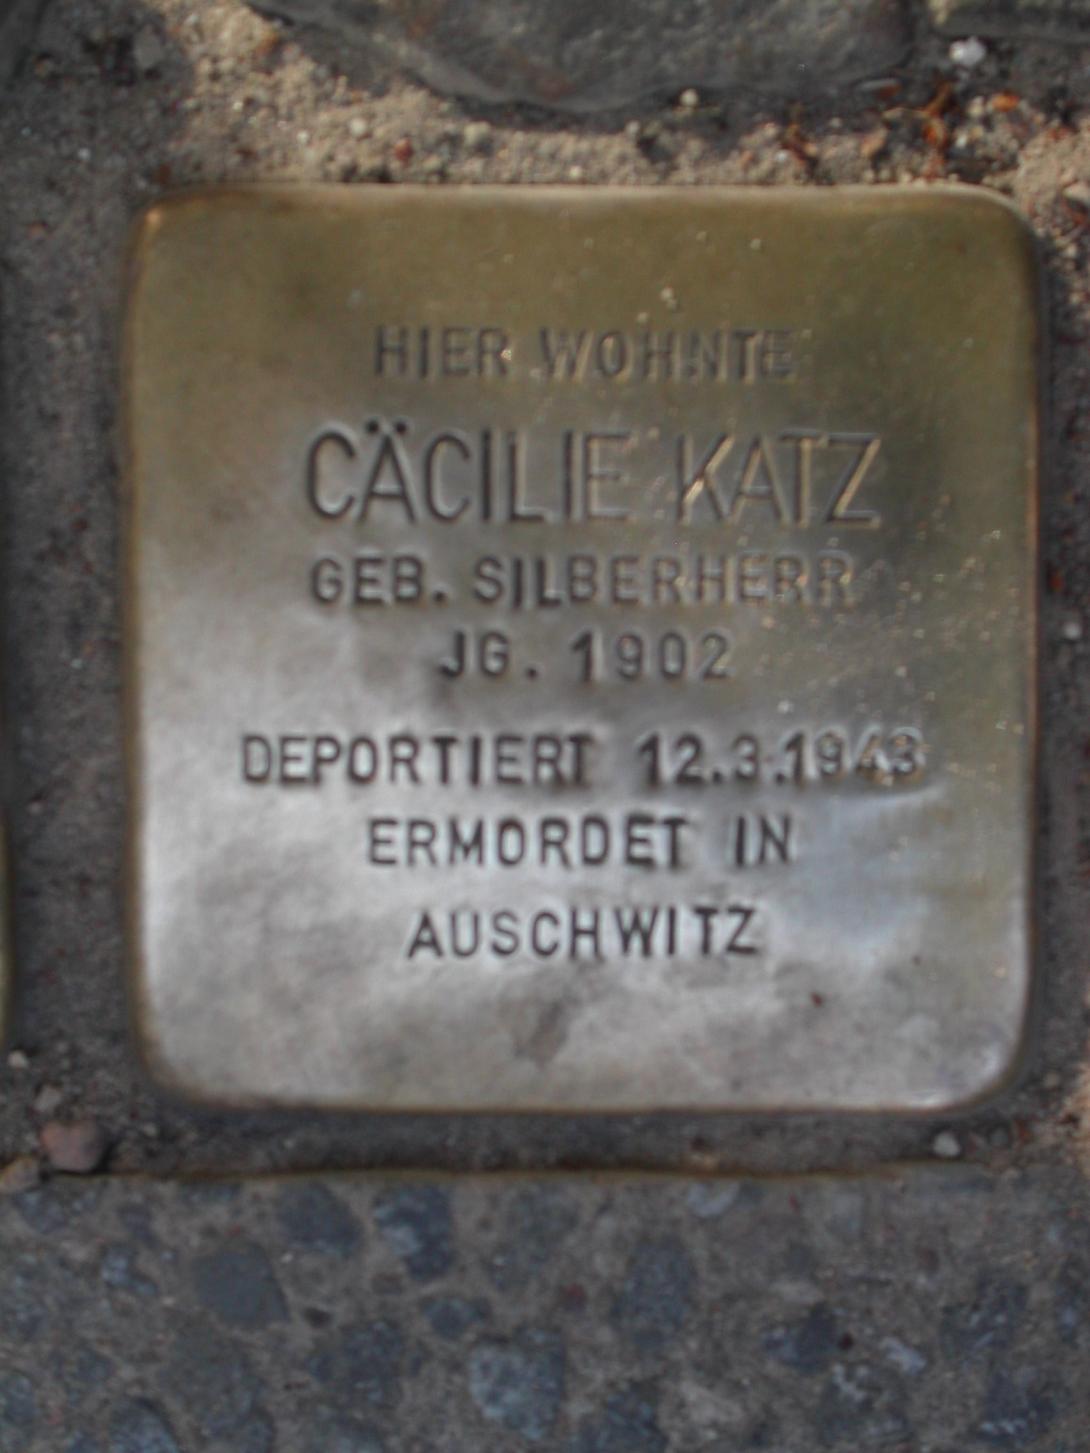 HIER WOHNTE
CÄCILIE KATZ
GEB. SILBERHERR
JG. 1902
DEPORTIERT 12.3.1943
ERMORDET IN
AUSCHWITZ